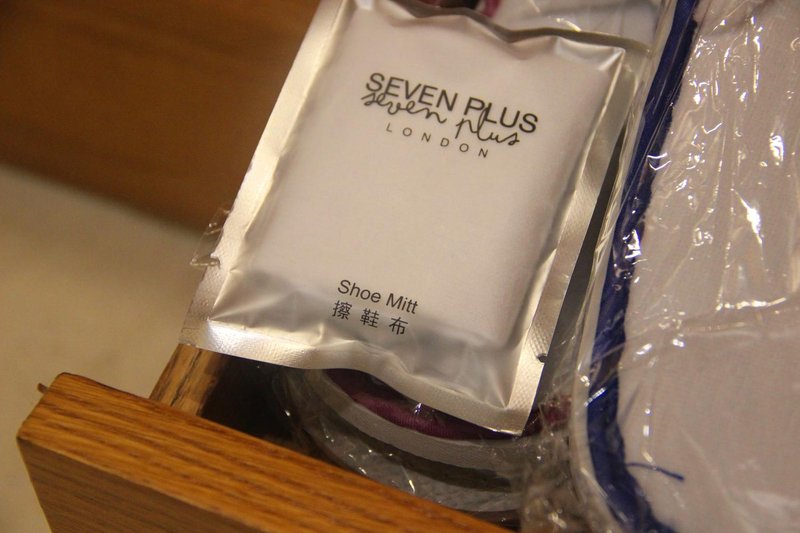 SEVEN PLUS
seven plus
LONDON
Shoe Mitt
擦鞋布